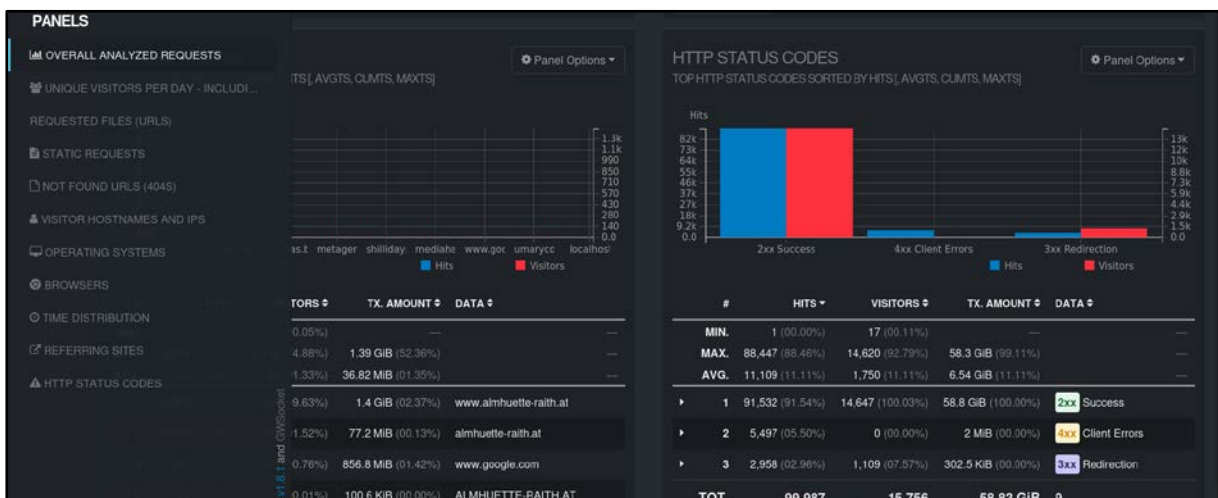 PANELS
OVERALL ANALYZED REQUESTS
UNIQUE VISITORS PER DAY - INCLUDI...
REQUESTED FILES (URLS)
STATIC REQUESTS
NOT FOUND URLS (404S)
VISITOR HOSTNAMES AND IPS
OPERATING SYSTEMS
BROWSERS
TIME DISTRIBUTION
REFERRING SITES
HTTP STATUS CODES
v1.8.1 and GWSocket
Panel Options
ITS [, AVGTS, CUMTS, MAXTS]
1.3k
1.1k
990
850
710
570
430
280
140
0.0
as.t metager shilliday mediahe www.goc umarycc localhos
Hits Visitors
TORS TX. AMOUNT DATA
0.05%) — —
4.88%) 1.39 GiB (52.36%) —
1.33%) 36.82 MiB (01.35%) —
9.63%) 1.4 GiB (02.37%) www.almhuette-raith.at
1.52%) 77.2 MiB (00.13%) almhuette-raith.at
0.76%) 856.8 MiB (01.42%) www.google.com
0.01%) 100.6 KiB (00.00%) ALMHUETTE-RAITH.AT
HTTP STATUS CODES
Panel Options
TOP HTTP STATUS CODES SORTED BY HITS [, AVGTS, CUMTS, MAXTS]
Hits
82k 13k
73k 12k
64k 10k
55k 8.8k
46k 7.3k
37k 5.9k
27k 4.4k
18k 2.9k
9.2k 1.5k
0.0 0.0
2xx Success 4xx Client Errors 3xx Redirection
Hits Visitors
# HITS VISITORS TX. AMOUNT DATA
MIN. 1 (00.00%) 17 (00.11%) — —
MAX. 88,447 (88.46%) 14,620 (92.79%) 58.3 GiB (99.11%) —
AVG. 11,109 (11.11%) 1,750 (11.11%) 6.54 GiB (11.11%) —
1 91,532 (91.54%) 14,647 (100.03%) 58.8 GiB (100.00%) 2xx Success
2 5,497 (05.50%) 0 (00.00%) 2 MiB (00.00%) 4xx Client Errors
3 2,958 (02.96%) 1,109 (07.57%) 302.5 KiB (00.00%) 3xx Redirection
TOT. 99,987 15,756 58.82 GiB 9